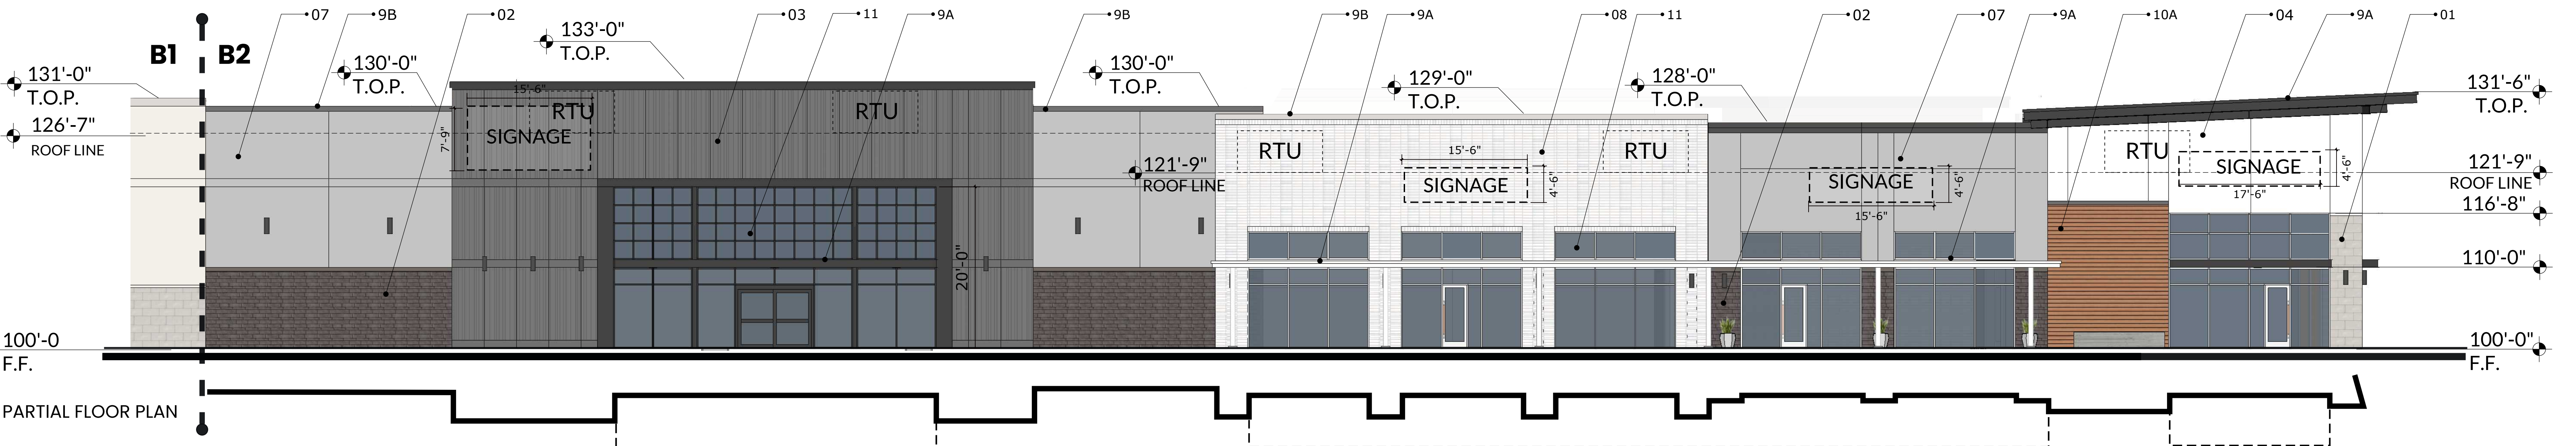 07
9B
02
133'-0"
T.O.P.
03
11
9A
9B
9B
9A
08
11
02
07
9A
10A
04
9A
01
B1
B2
131'-0"
T.O.P.
130'-0"
T.O.P.
130'-0"
T.O.P.
129'-0"
T.O.P.
128'-0"
T.O.P.
131'-6"
T.O.P.
126'-7"
ROOF LINE
15'-6"
RTU
SIGNAGE
7'-9"
RTU
121'-9"
ROOF LINE
RTU
15'-6"
SIGNAGE
4'-6"
RTU
SIGNAGE
4'-6"
15'-6"
RTU
SIGNAGE
4'-6"
17'-6"
121'-9"
ROOF LINE
116'-8"
20'-0"
110'-0"
100'-0
F.F.
100'-0"
F.F.
PARTIAL FLOOR PLAN